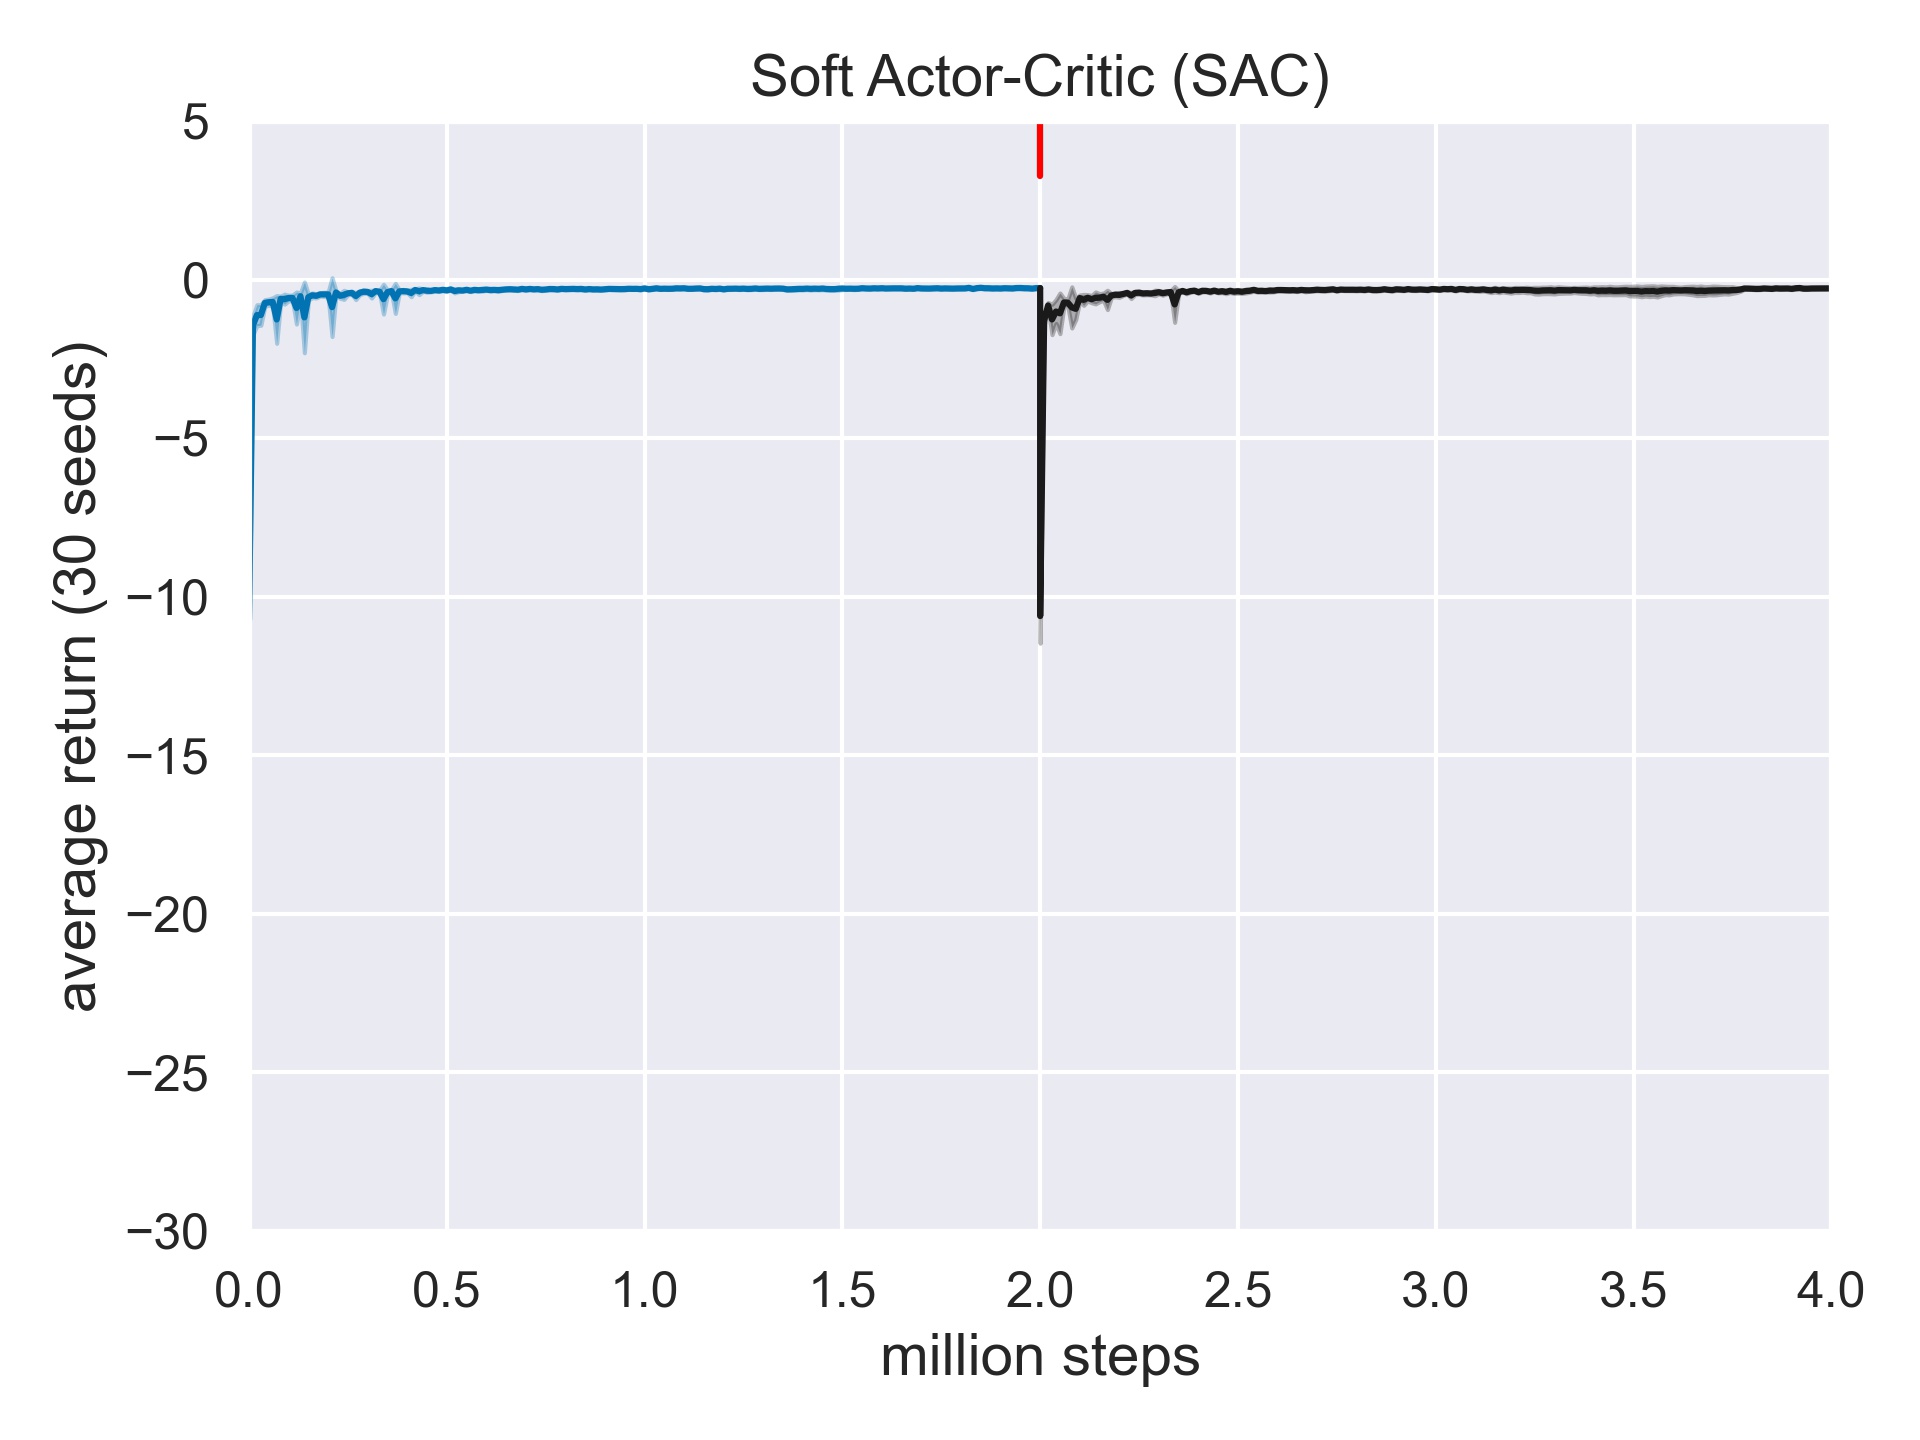 Soft Actor-Critic (SAC)
5
0
−5
−10
−15
−20
−25
−30
average return (30 seeds)
0.0 0.5 1.0 1.5 2.0 2.5 3.0 3.5 4.0
million steps